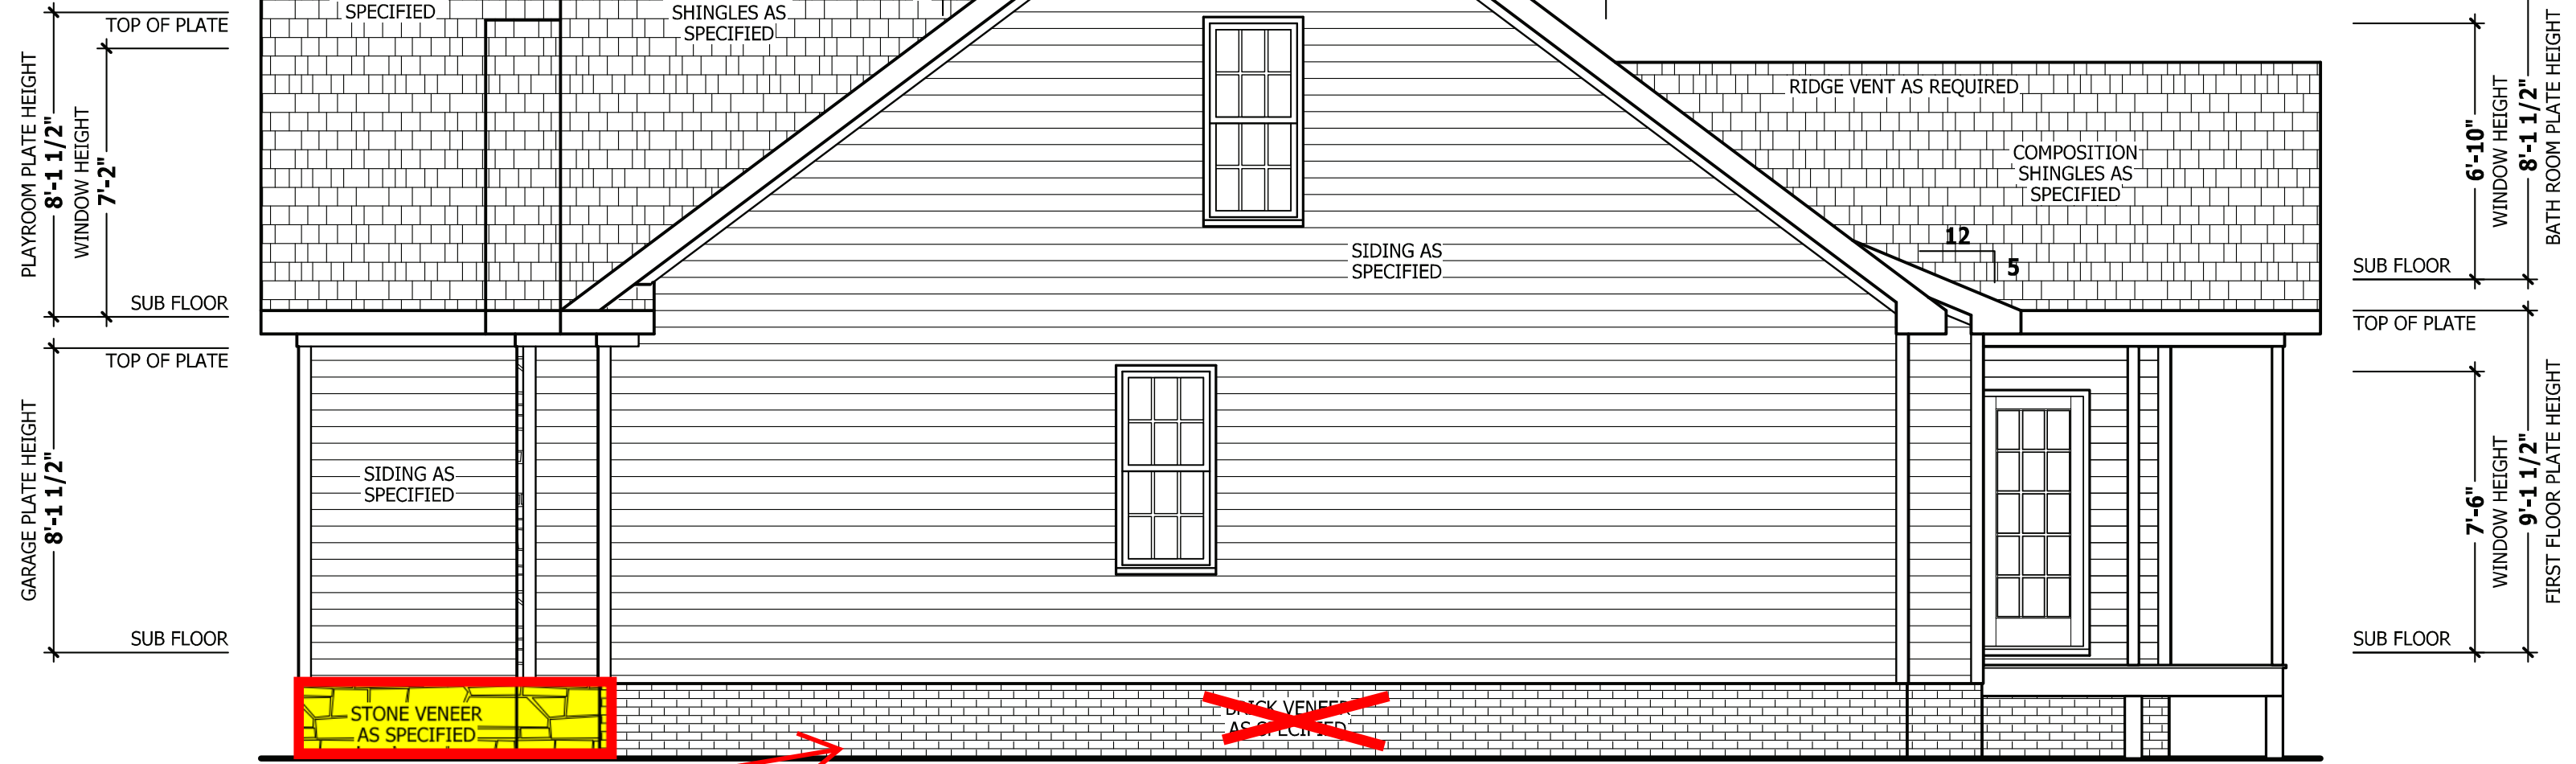 SPECIFIED
TOP OF PLATE
PLAYROOM PLATE HEIGHT
8'-1 1/2"
WINDOW HEIGHT
7'-2"
SUB FLOOR
TOP OF PLATE
GARAGE PLATE HEIGHT
8'-1 1/2"
SUB FLOOR
SHINGLES AS
SPECIFIED
SIDING AS
SPECIFIED
SIDING AS
SPECIFIED
STONE VENEER
AS SPECIFIED
BRICK VENEER
AS SPECIFIED
RIDGE VENT AS REQUIRED
COMPOSITION
SHINGLES AS
SPECIFIED
12
5
6'-10"
WINDOW HEIGHT
8'-1 1/2"
BATH ROOM PLATE HEIGHT
SUB FLOOR
TOP OF PLATE
7'-6"
WINDOW HEIGHT
9'-1 1/2"
FIRST FLOOR PLATE HEIGHT
SUB FLOOR